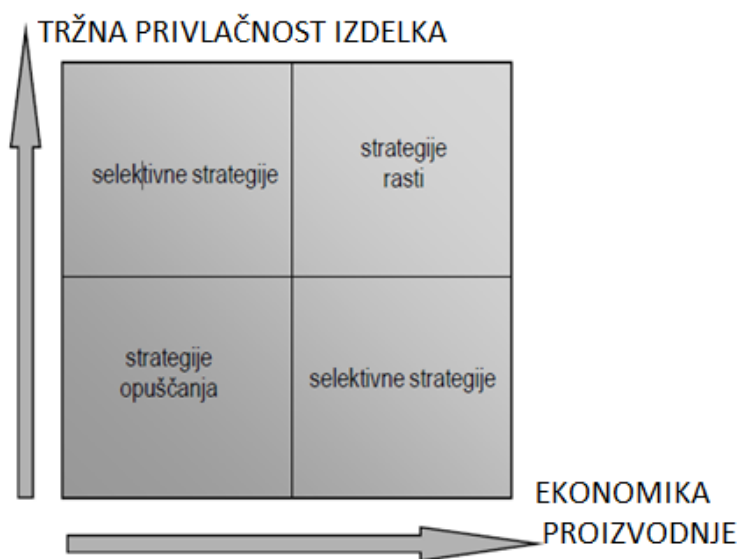 TRŽNA PRIVLAČNOST IZDELKA
selektivne strategije
strategije
rasti
strategije
opuščanja
selektivne strategije
EKONOMIKA
PROIZVODNJE